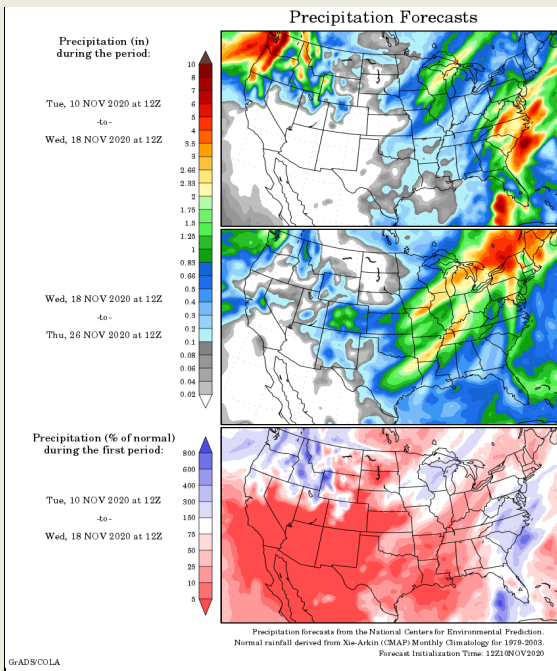 Precipitation Forecasts
Precipitation (in)
during the period:
Tue, 10 NOV 2020 at 12Z
-to-
Wed, 18 NOV 2020 at 12Z
10
8
7
6
5
4
3.5
3
2.66
2.33
2
1.75
1.5
1.25
1
0.83
0.66
0.5
0.4
0.3
0.2
0.1
0.08
0.06
0.04
0.02
Wed, 18 NOV 2020 at 12Z
-to-
Thu, 26 NOV 2020 at 12Z
Precipitation (% of normal)
during the first period:
Tue, 10 NOV 2020 at 12Z
-to-
Wed, 18 NOV 2020 at 12Z
800
600
400
300
150
75
50
25
10
5
Precipitation forecasts from the National Centers for Environmental Prediction.
Normal rainfall derived from Xie-Arkin (CMAP) Monthly Climatology for 1979-2003.
Forecast Initialization Time: 12Z10NOV2020
GrADS/COLA